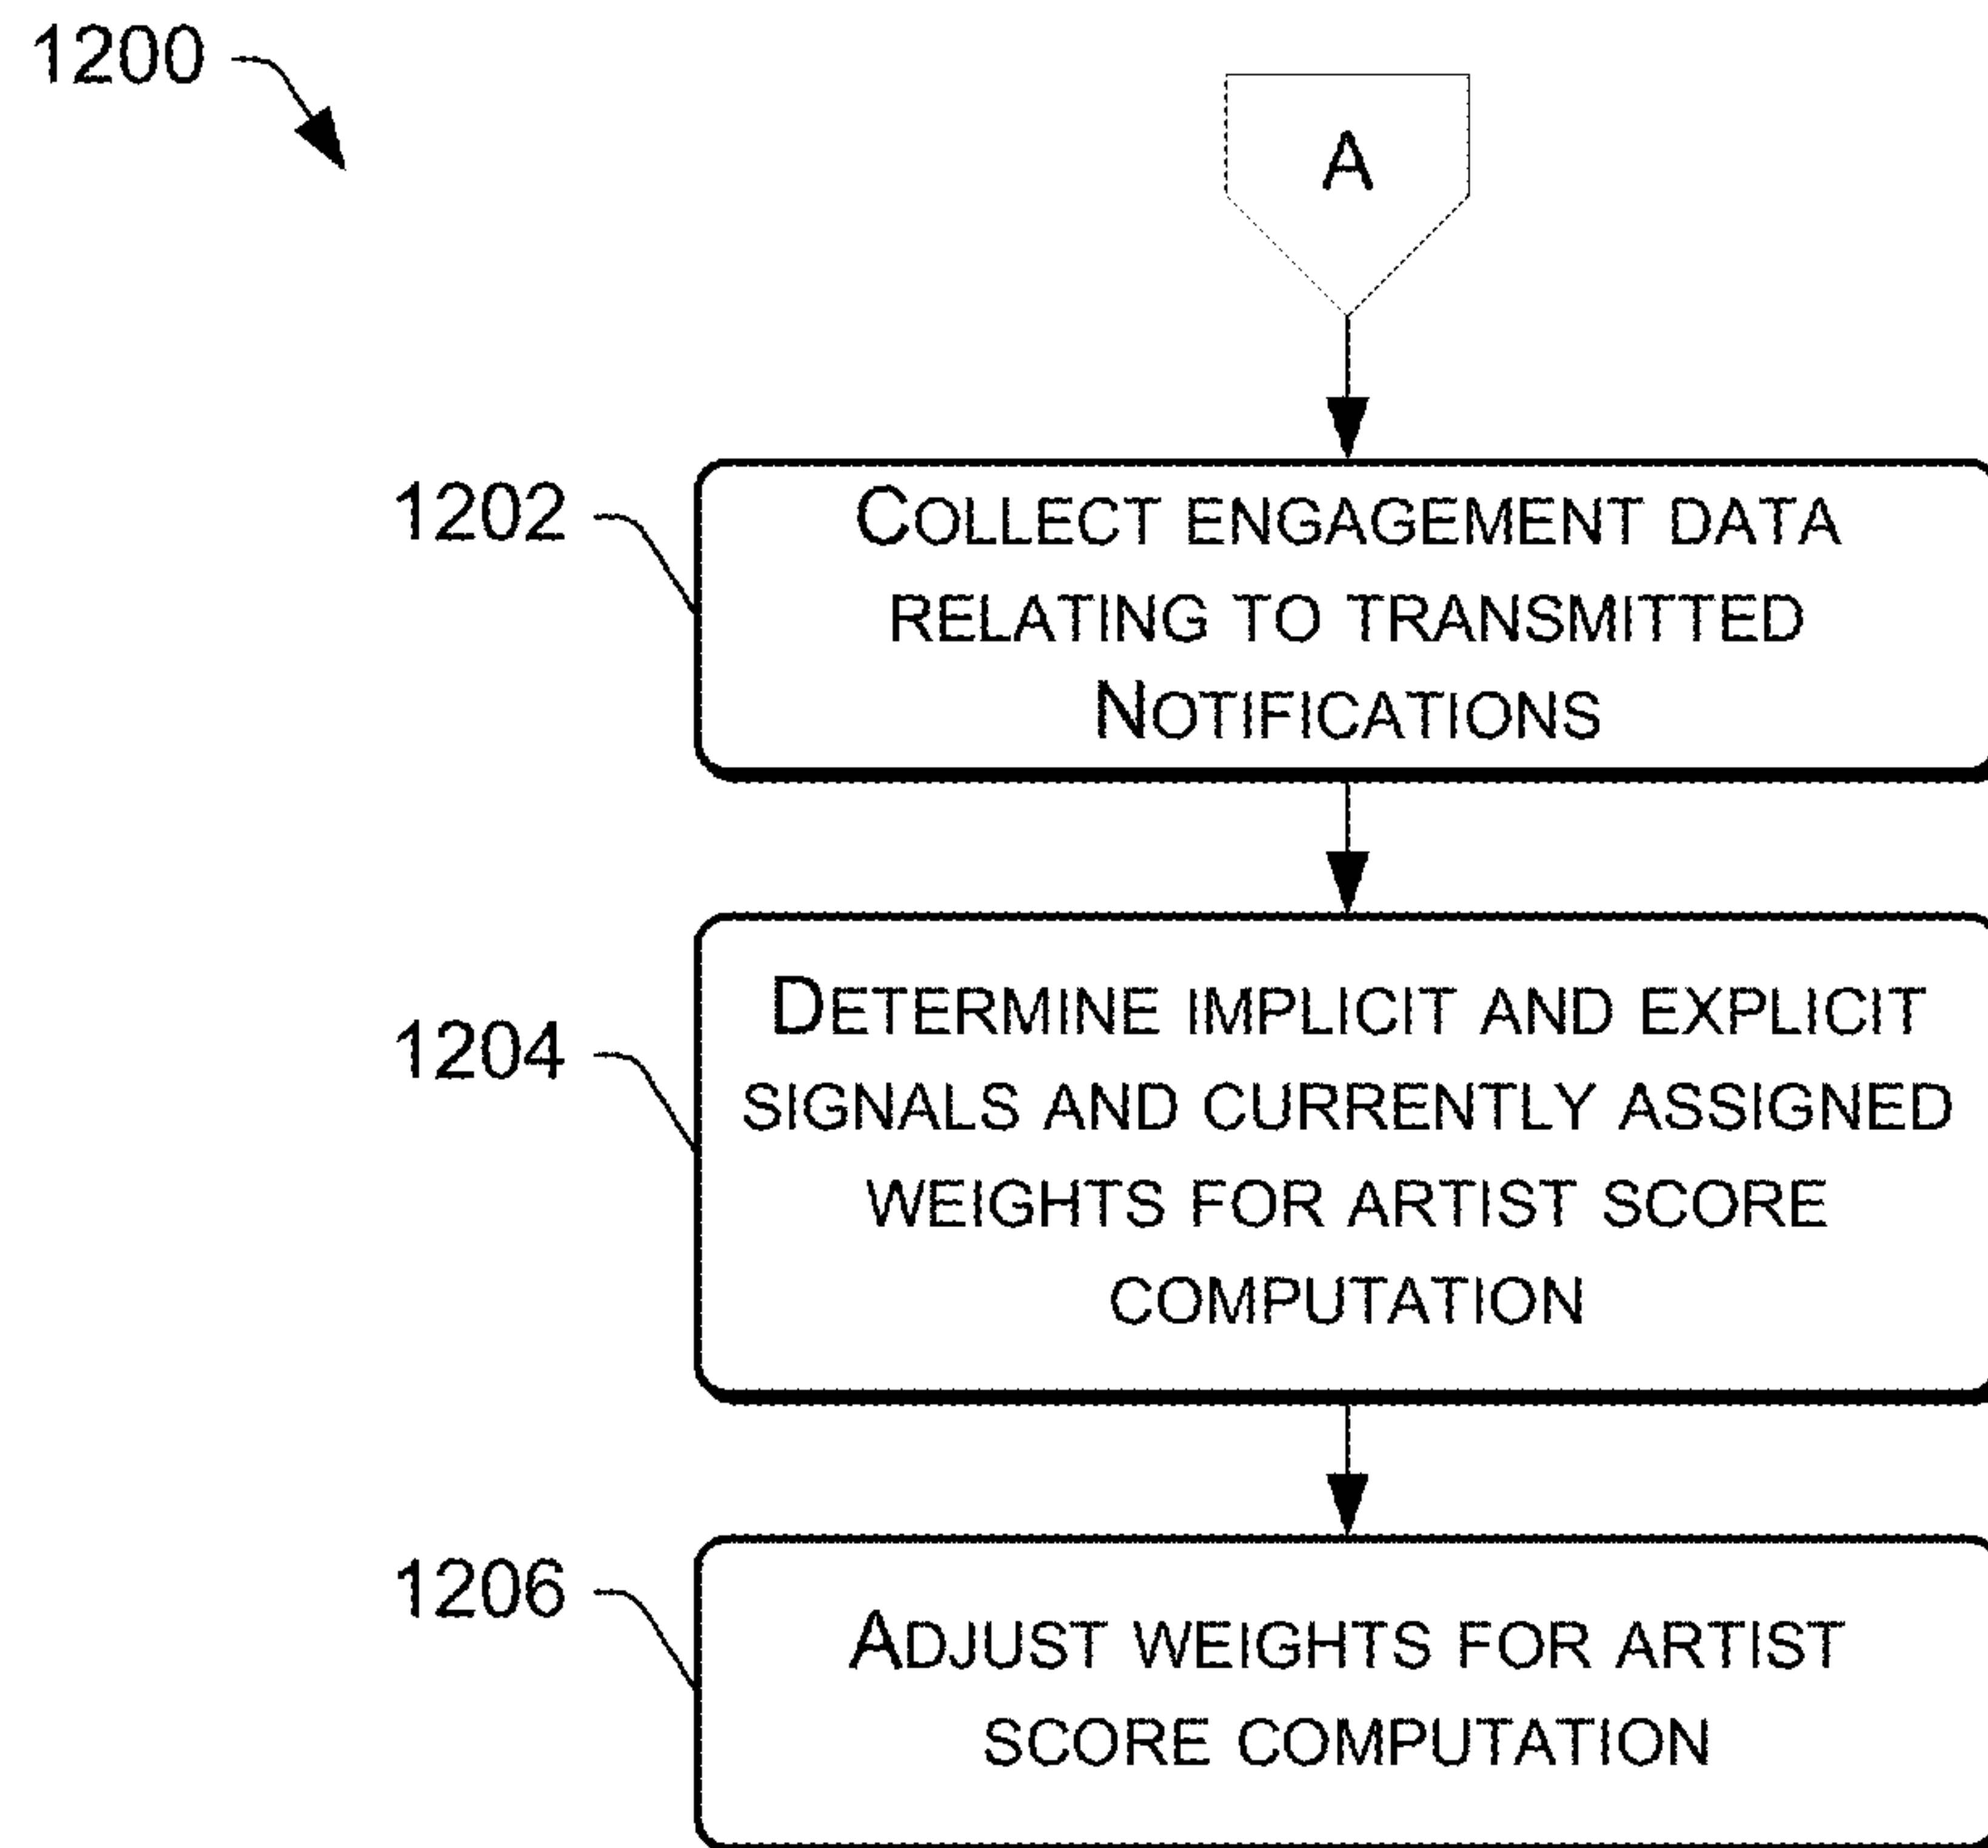 1200
A
1202
COLLECT ENGAGEMENT DATA
RELATING TO TRANSMITTED
NOTIFICATIONS
1204
DETERMINE IMPLICIT AND EXPLICIT
SIGNALS AND CURRENTLY ASSIGNED
WEIGHTS FOR ARTIST SCORE
COMPUTATION
1206
ADJUST WEIGHTS FOR ARTIST
SCORE COMPUTATION